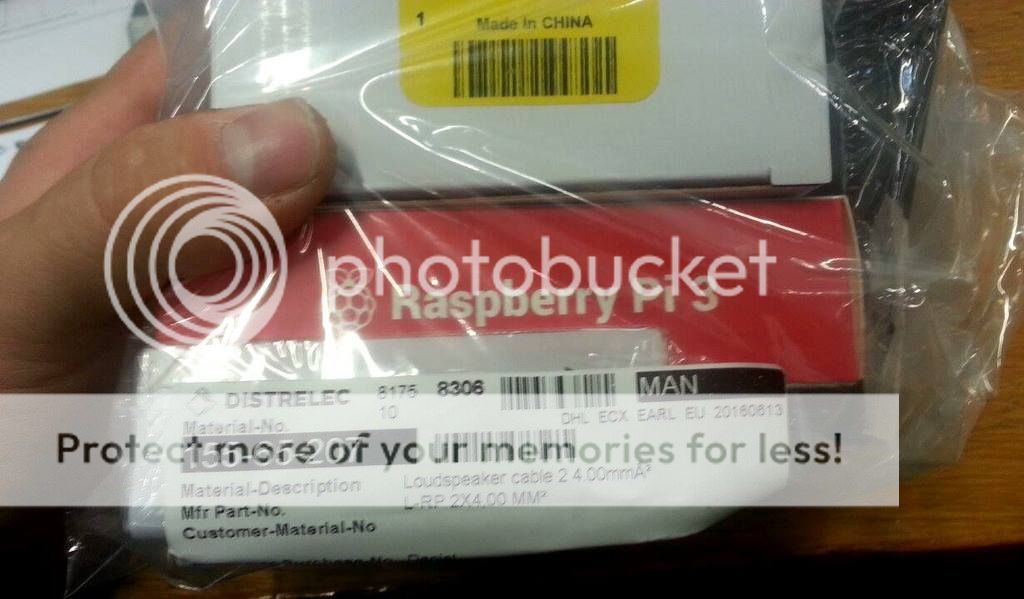 1
Made in CHINA
photobucket
Raspberry Pi 3
DISTRELEC 8175 8306 MAN
10 DHL ECX EARL EU 20160613
Material-No.
Protect more of your memories for less!
Material-Description Loudspeaker cable 2 4.00mmÂ²
Mfr Part-No. L-RP 2X4.00 MM²
Customer-Material-No